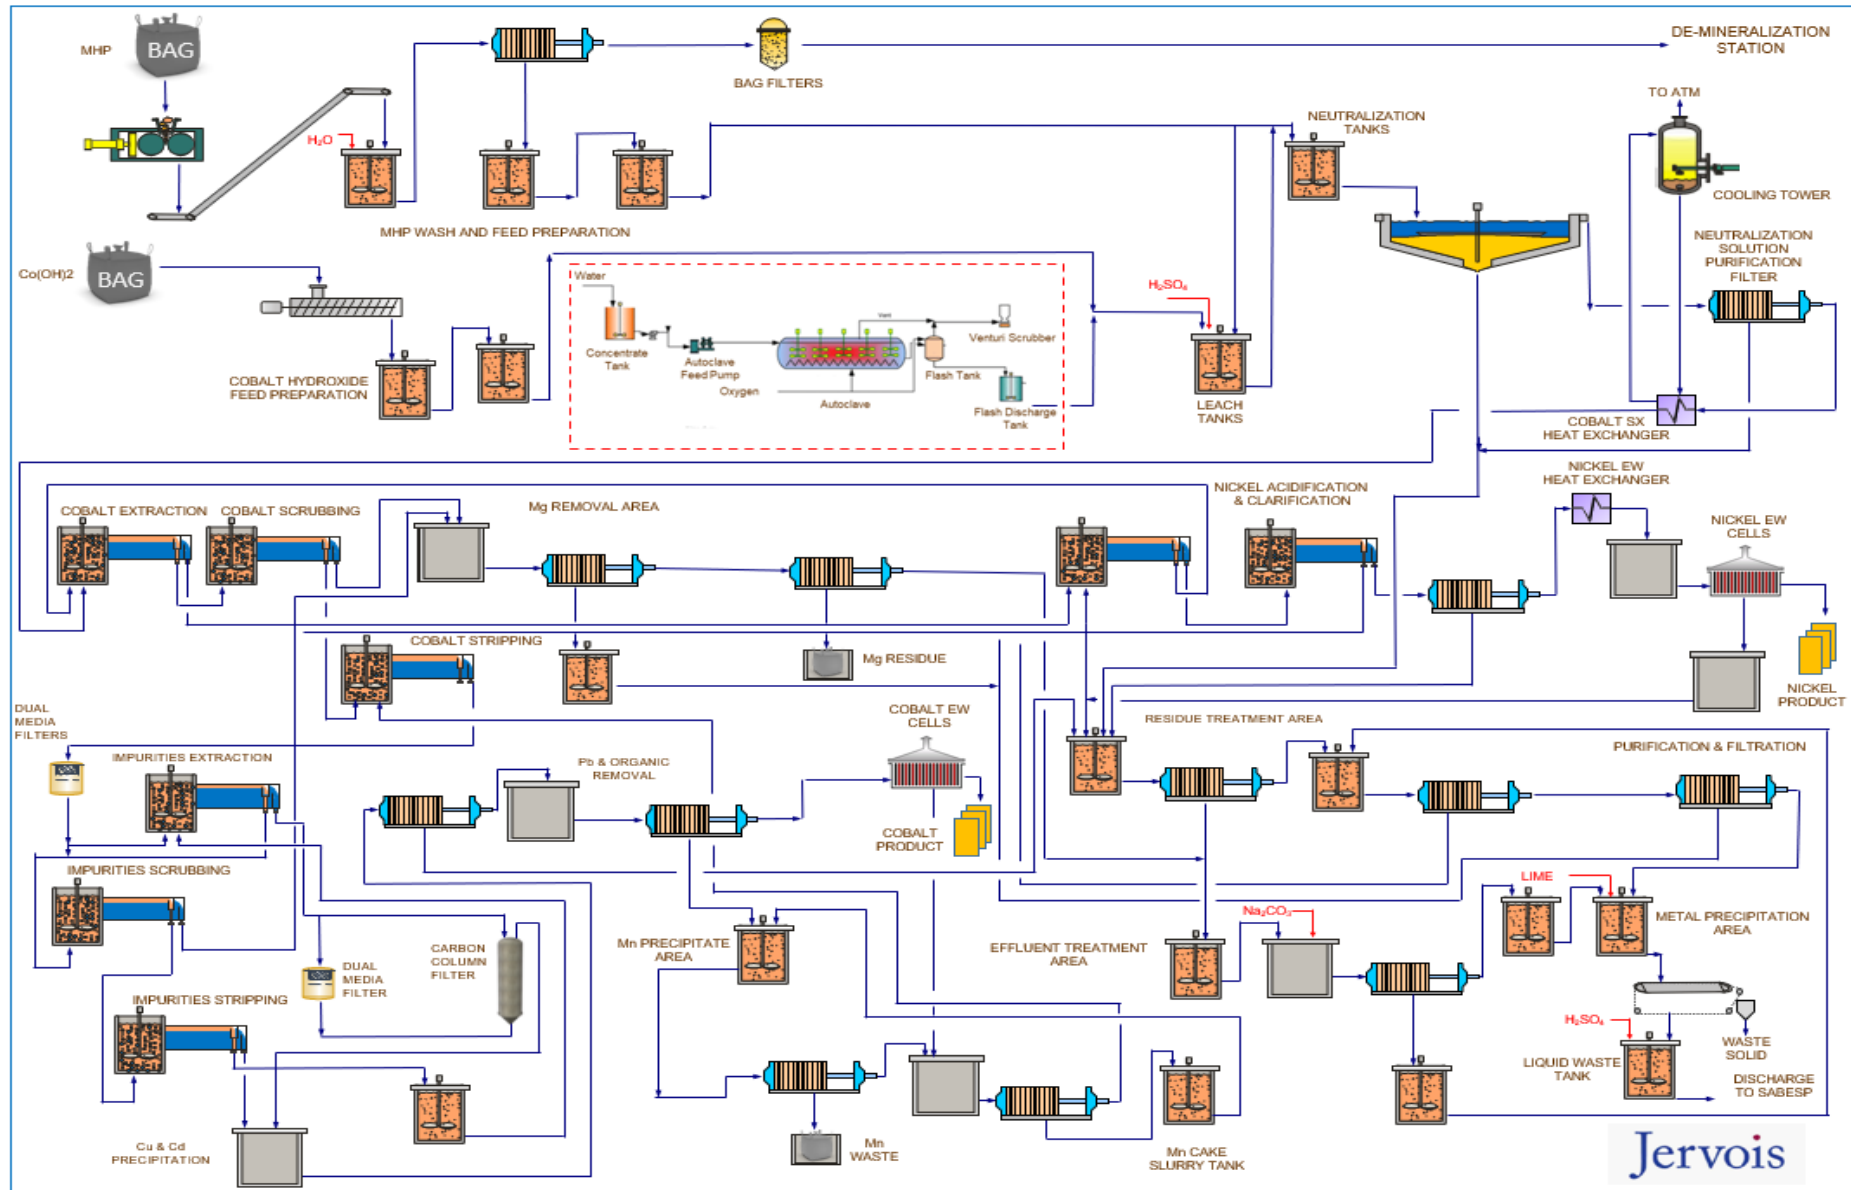 MHP
BAG
BAG FILTERS
DE-MINERALIZATION
STATION
TO ATM
H₂O
NEUTRALIZATION
TANKS
COOLING TOWER
MHP WASH AND FEED PREPARATION
NEUTRALIZATION
SOLUTION
PURIFICATION
FILTER
Co(OH)2
BAG
Water
Concentrate
Tank
Autoclave
Feed Pump
Oxygen
Autoclave
Vent
Flash Tank
Venturi Scrubber
Flash Discharge
Tank
H₂SO₄
LEACH
TANKS
COBALT HYDROXIDE
FEED PREPARATION
COBALT SX
HEAT EXCHANGER
NICKEL EW
HEAT EXCHANGER
COBALT EXTRACTION
COBALT SCRUBBING
Mg REMOVAL AREA
NICKEL ACIDIFICATION
& CLARIFICATION
NICKEL EW
CELLS
COBALT STRIPPING
Mg RESIDUE
NICKEL
PRODUCT
DUAL
MEDIA
FILTERS
IMPURITIES EXTRACTION
Pb & ORGANIC
REMOVAL
COBALT EW
CELLS
RESIDUE TREATMENT AREA
PURIFICATION & FILTRATION
COBALT
PRODUCT
IMPURITIES SCRUBBING
LIME
Na₂CO₃
METAL PRECIPITATION
AREA
Mn PRECIPITATE
AREA
EFFLUENT TREATMENT
AREA
CARBON
COLUMN
FILTER
DUAL
MEDIA
FILTER
IMPURITIES STRIPPING
H₂SO₄
WASTE
SOLID
LIQUID WASTE
TANK
DISCHARGE
TO SABESP
Cu & Cd
PRECIPITATION
Mn
WASTE
Mn CAKE
SLURRY TANK
Jervois